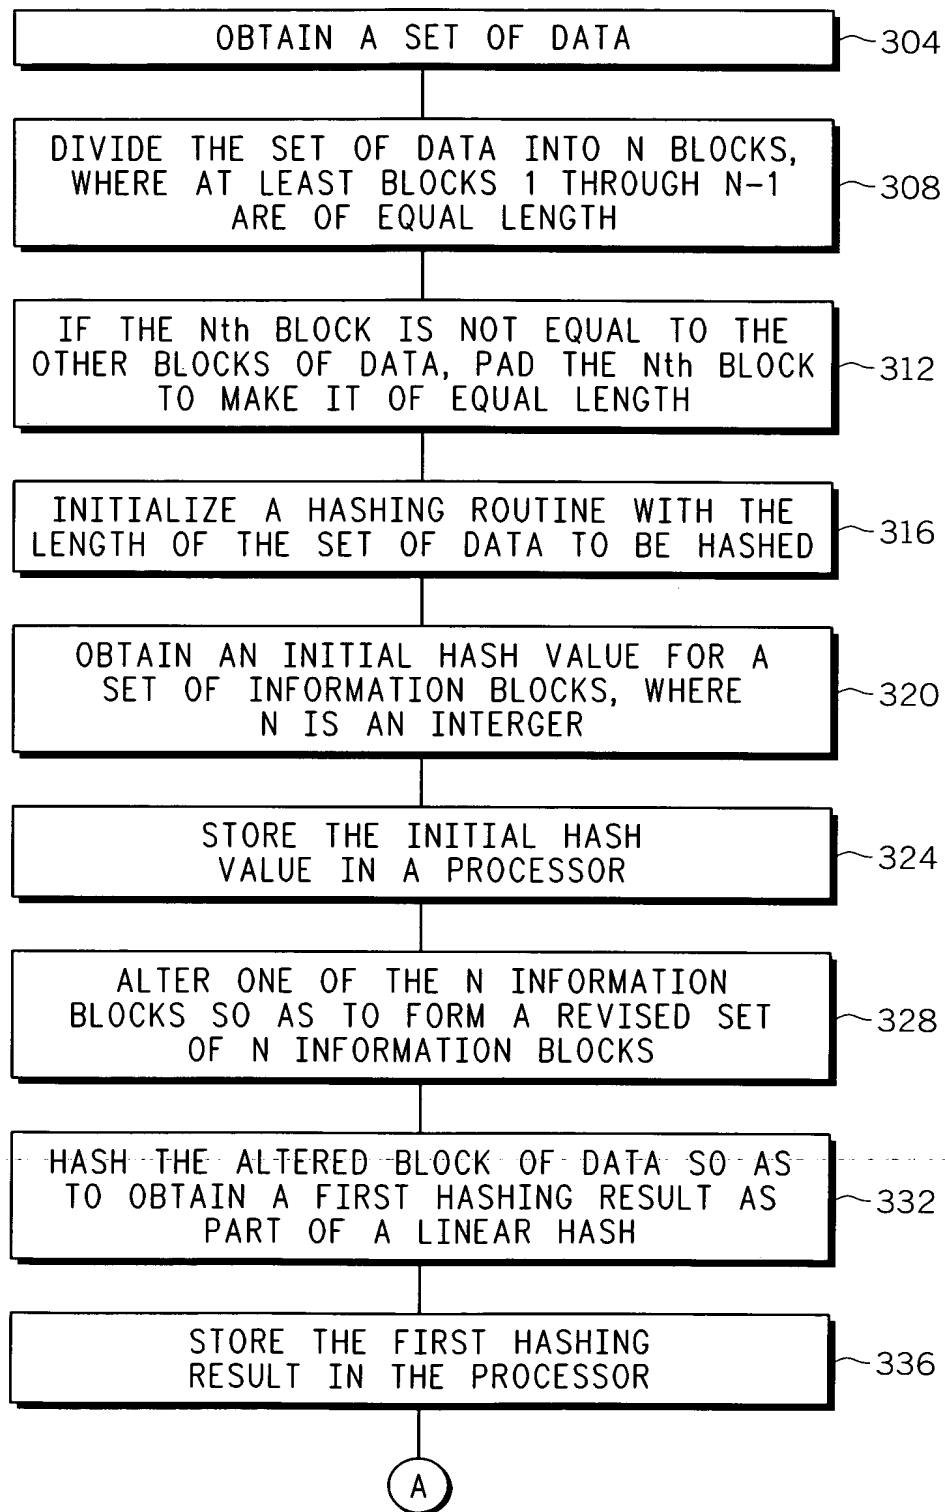 OBTAIN A SET OF DATA
304
DIVIDE THE SET OF DATA INTO N BLOCKS,
WHERE AT LEAST BLOCKS 1 THROUGH N-1
ARE OF EQUAL LENGTH
308
IF THE Nth BLOCK IS NOT EQUAL TO THE
OTHER BLOCKS OF DATA, PAD THE Nth BLOCK
TO MAKE IT OF EQUAL LENGTH
312
INITIALIZE A HASHING ROUTINE WITH THE
LENGTH OF THE SET OF DATA TO BE HASHED
316
OBTAIN AN INITIAL HASH VALUE FOR A
SET OF INFORMATION BLOCKS, WHERE
N IS AN INTERGER
320
STORE THE INITIAL HASH
VALUE IN A PROCESSOR
324
ALTER ONE OF THE N INFORMATION
BLOCKS SO AS TO FORM A REVISED SET
OF N INFORMATION BLOCKS
328
HASH THE ALTERED BLOCK OF DATA SO AS
TO OBTAIN A FIRST HASHING RESULT AS
PART OF A LINEAR HASH
332
STORE THE FIRST HASHING
RESULT IN THE PROCESSOR
336
A